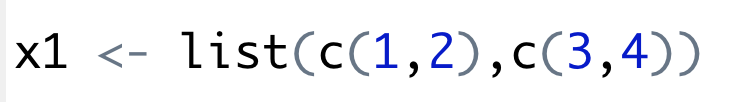 x1 <- list(c(1,2),c(3,4))